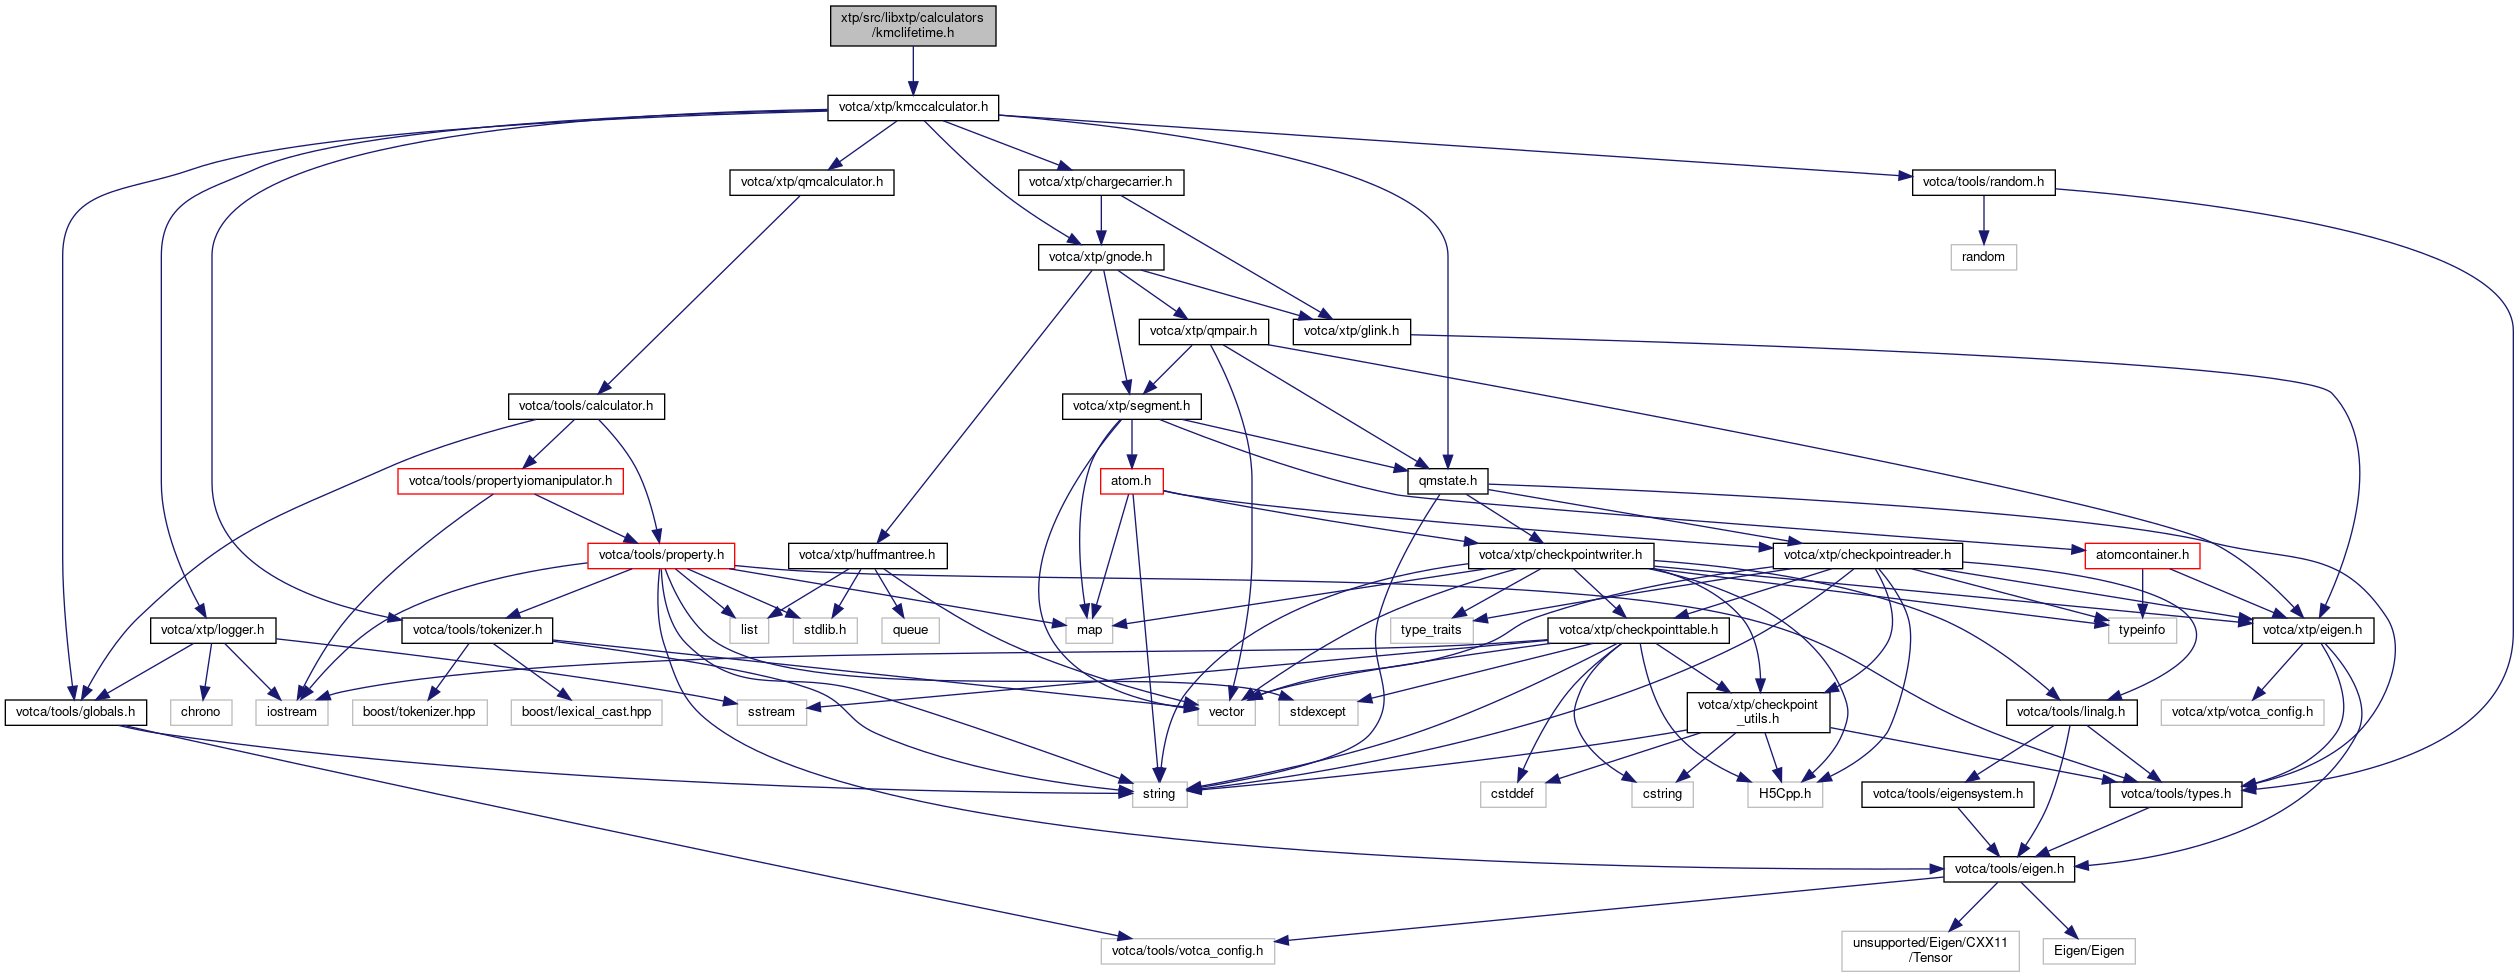 xtp/src/libxtp/calculators
/kmclifetime.h
votca/xtp/kmccalculator.h
votca/xtp/qmcalculator.h
votca/xtp/chargecarrier.h
votca/tools/random.h
votca/xtp/gnode.h
random
votca/xtp/qmpair.h
votca/xtp/glink.h
votca/tools/calculator.h
votca/xtp/segment.h
votca/tools/propertyiomanipulator.h
atom.h
qmstate.h
votca/tools/property.h
votca/xtp/huffmantree.h
votca/xtp/checkpointwriter.h
votca/xtp/checkpointreader.h
atomcontainer.h
votca/xtp/logger.h
votca/tools/tokenizer.h
list
stdlib.h
queue
map
type_traits
votca/xtp/checkpointtable.h
typeinfo
votca/xtp/eigen.h
votca/tools/globals.h
chrono
iostream
boost/tokenizer.hpp
boost/lexical_cast.hpp
sstream
vector
stdexcept
votca/xtp/checkpoint
_utils.h
votca/tools/linalg.h
votca/xtp/votca_config.h
string
cstddef
cstring
H5Cpp.h
votca/tools/eigensystem.h
votca/tools/types.h
votca/tools/eigen.h
votca/tools/votca_config.h
unsupported/Eigen/CXX11
/Tensor
Eigen/Eigen